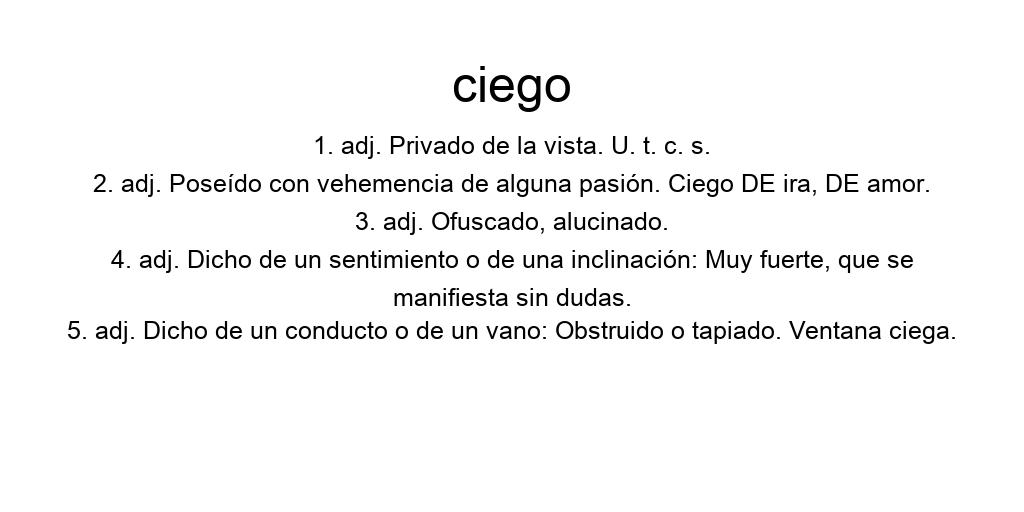 ciego
1. adj. Privado de la vista. U. t. c. s.
2. adj. Poseído con vehemencia de alguna pasión. Ciego DE ira, DE amor.
3. adj. Ofuscado, alucinado.
4. adj. Dicho de un sentimiento o de una inclinación: Muy fuerte, que se
manifiesta sin dudas.
5. adj. Dicho de un conducto o de un vano: Obstruido o tapiado. Ventana ciega.